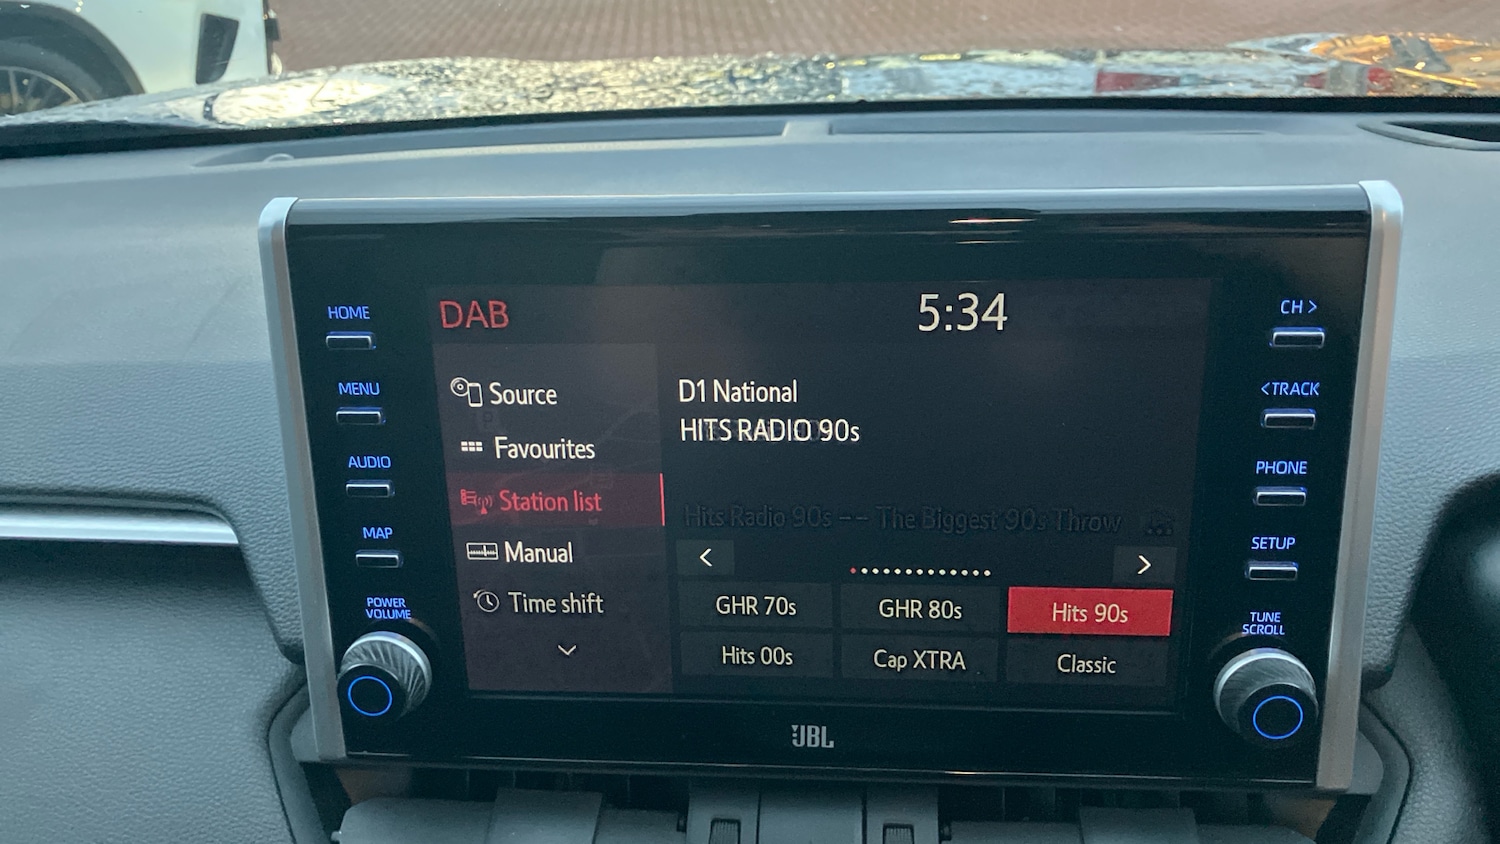 HOME
MENU
AUDIO
MAP
POWER
VOLUME
DAB
5:34
Source
Favourites
Station list
Manual
Time shift
D1 National
HITS RADIO 90s
Hits Radio 90s -- The Biggest 90s Throw
<
>
GHR 70s
GHR 80s
Hits 90s
Hits 00s
Cap XTRA
Classic
CH >
<TRACK
PHONE
SETUP
TUNE
SCROLL
JBL